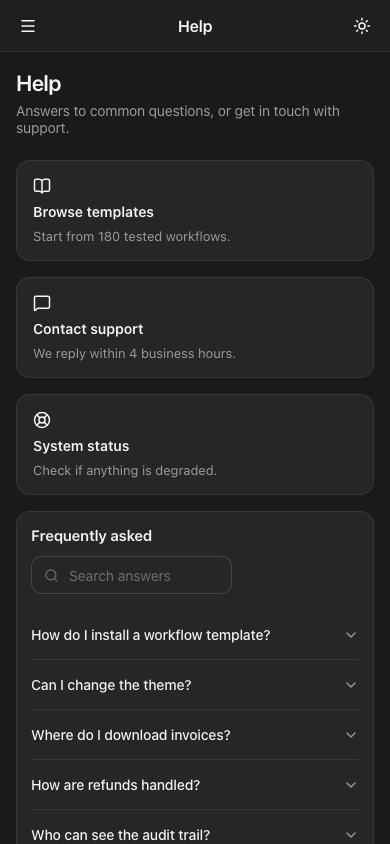 Help
Help
Answers to common questions, or get in touch with
support.
Browse templates
Start from 180 tested workflows.
Contact support
We reply within 4 business hours.
System status
Check if anything is degraded.
Frequently asked
Search answers
How do I install a workflow template?
Can I change the theme?
Where do I download invoices?
How are refunds handled?
Who can see the audit trail?